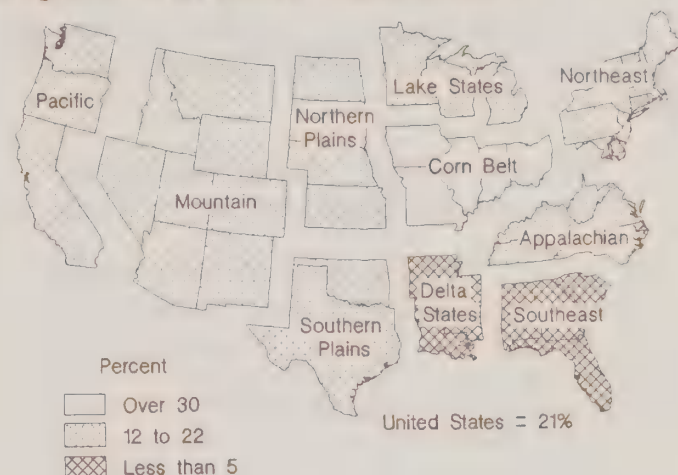 Pacific
Mountain
Northern
Plains
Lake States
Corn Belt
Northeast
Appalachian
Delta
States
Southeast
Southern
Plains
Percent
Over 30
12 to 22
Less than 5
United States = 21%